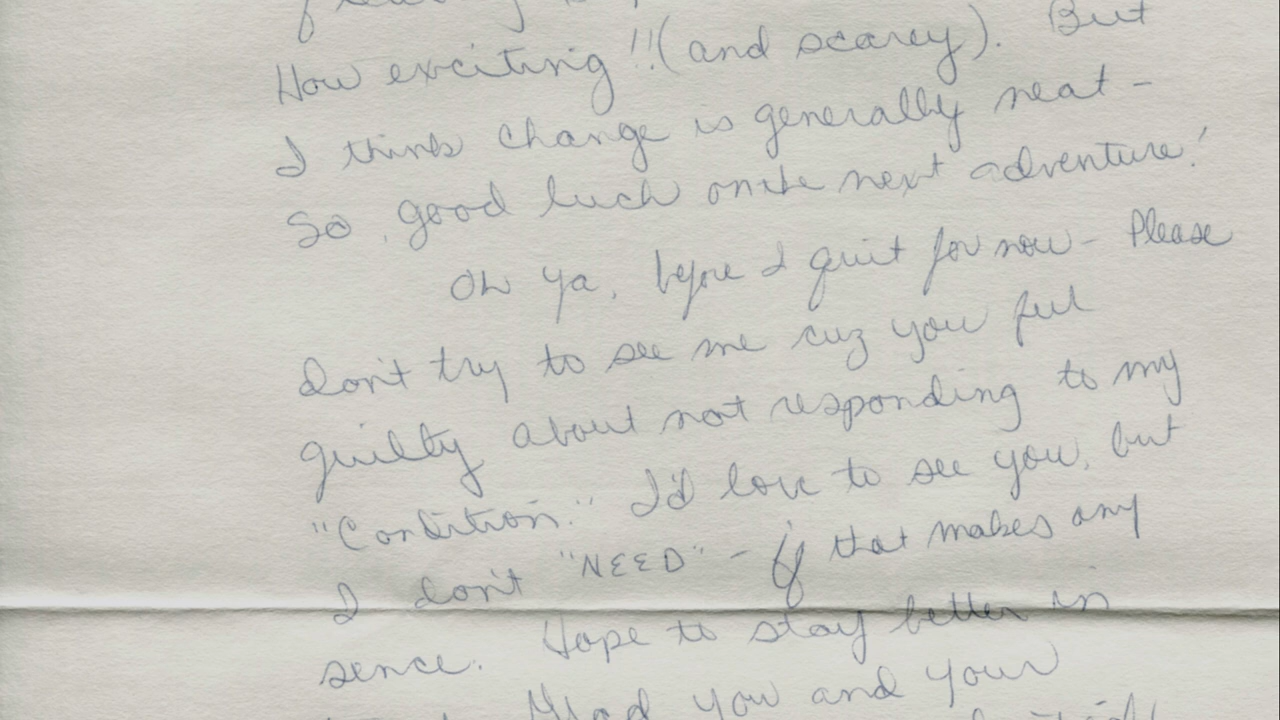 How exciting!! (and scarey). But
I think change is generally neat -
So, good luck on the next adventure!
Oh ya, before I quit for now - Please
don't try to see me cuz you feel
guilty about not responding to my
"Condition." I'd love to see you, but
I don't "NEED" - if that makes any
sence. Hope to stay better in
Glad you and your